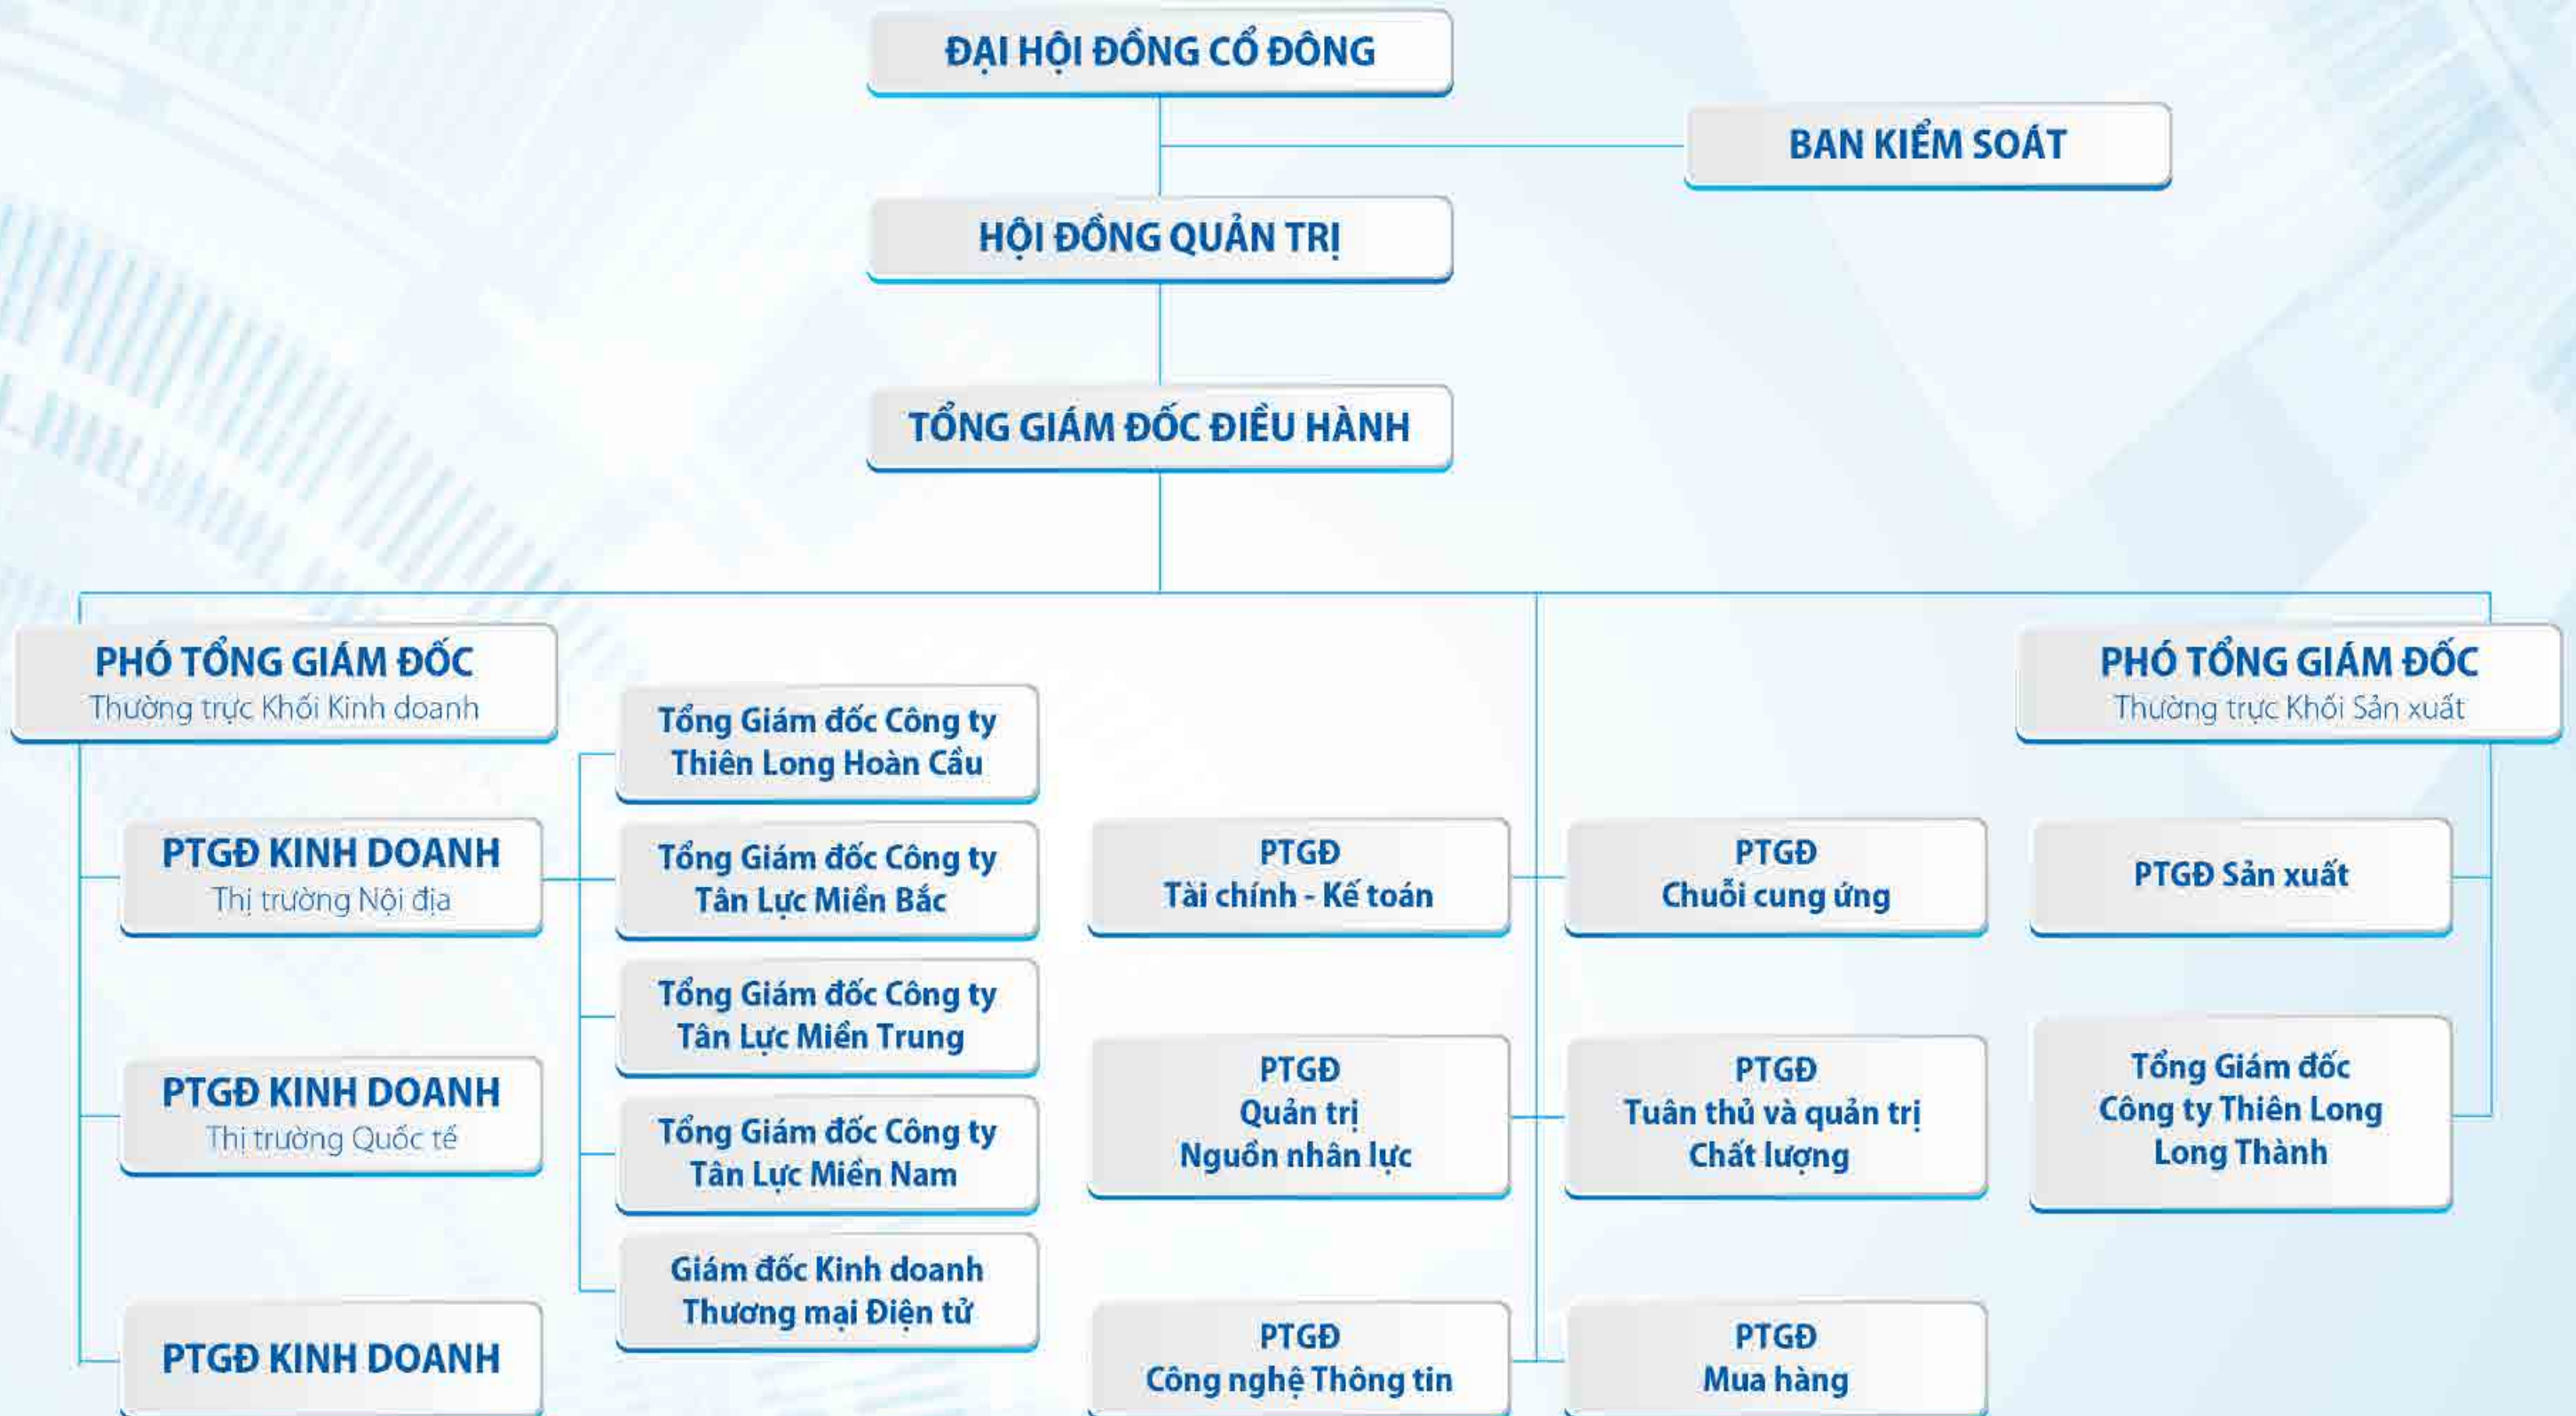 ĐẠI HỘI ĐỒNG CỔ ĐÔNG
BAN KIỂM SOÁT
HỘI ĐỒNG QUẢN TRỊ
TỔNG GIÁM ĐỐC ĐIỀU HÀNH
PHÓ TỔNG GIÁM ĐỐC
Thường trực Khối Kinh doanh
PTGĐ KINH DOANH
Thị trường Nội địa
PTGĐ KINH DOANH
Thị trường Quốc tế
PTGĐ KINH DOANH
Tổng Giám đốc Công ty
Thiên Long Hoàn Cầu
Tổng Giám đốc Công ty
Tân Lực Miền Bắc
Tổng Giám đốc Công ty
Tân Lực Miền Trung
Tổng Giám đốc Công ty
Tân Lực Miền Nam
Giám đốc Kinh doanh
Thương mại Điện tử
PTGĐ
Tài chính - Kế toán
PTGĐ
Quản trị
Nguồn nhân lực
PTGĐ
Công nghệ Thông tin
PTGĐ
Chuỗi cung ứng
PTGĐ
Tuân thủ và quản trị
Chất lượng
PTGĐ
Mua hàng
PHÓ TỔNG GIÁM ĐỐC
Thường trực Khối Sản xuất
PTGĐ Sản xuất
Tổng Giám đốc
Công ty Thiên Long
Long Thành